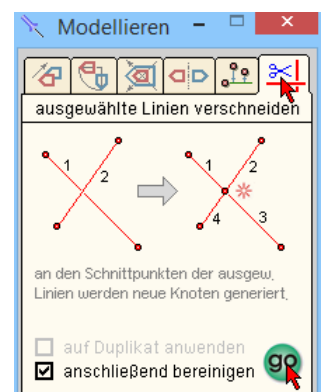 Modellieren
ausgewählte Linien verschneiden
1
2
1
2
4
3
an den Schnittpunkten der ausgew.
Linien werden neue Knoten generiert.
auf Duplikat anwenden
anschließend bereinigen
go